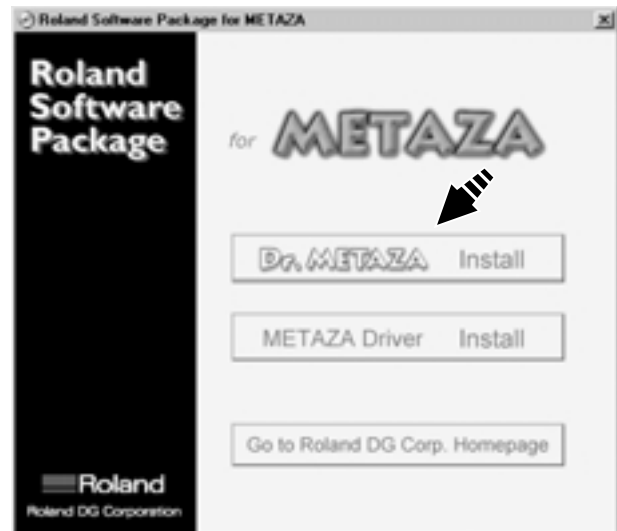 Roland Software Package for METAZA
Roland
Software
Package
for METAZA
Dr. METAZA Install
METAZA Driver Install
Go to Roland DG Corp. Homepage
Roland
Roland DG Corporation